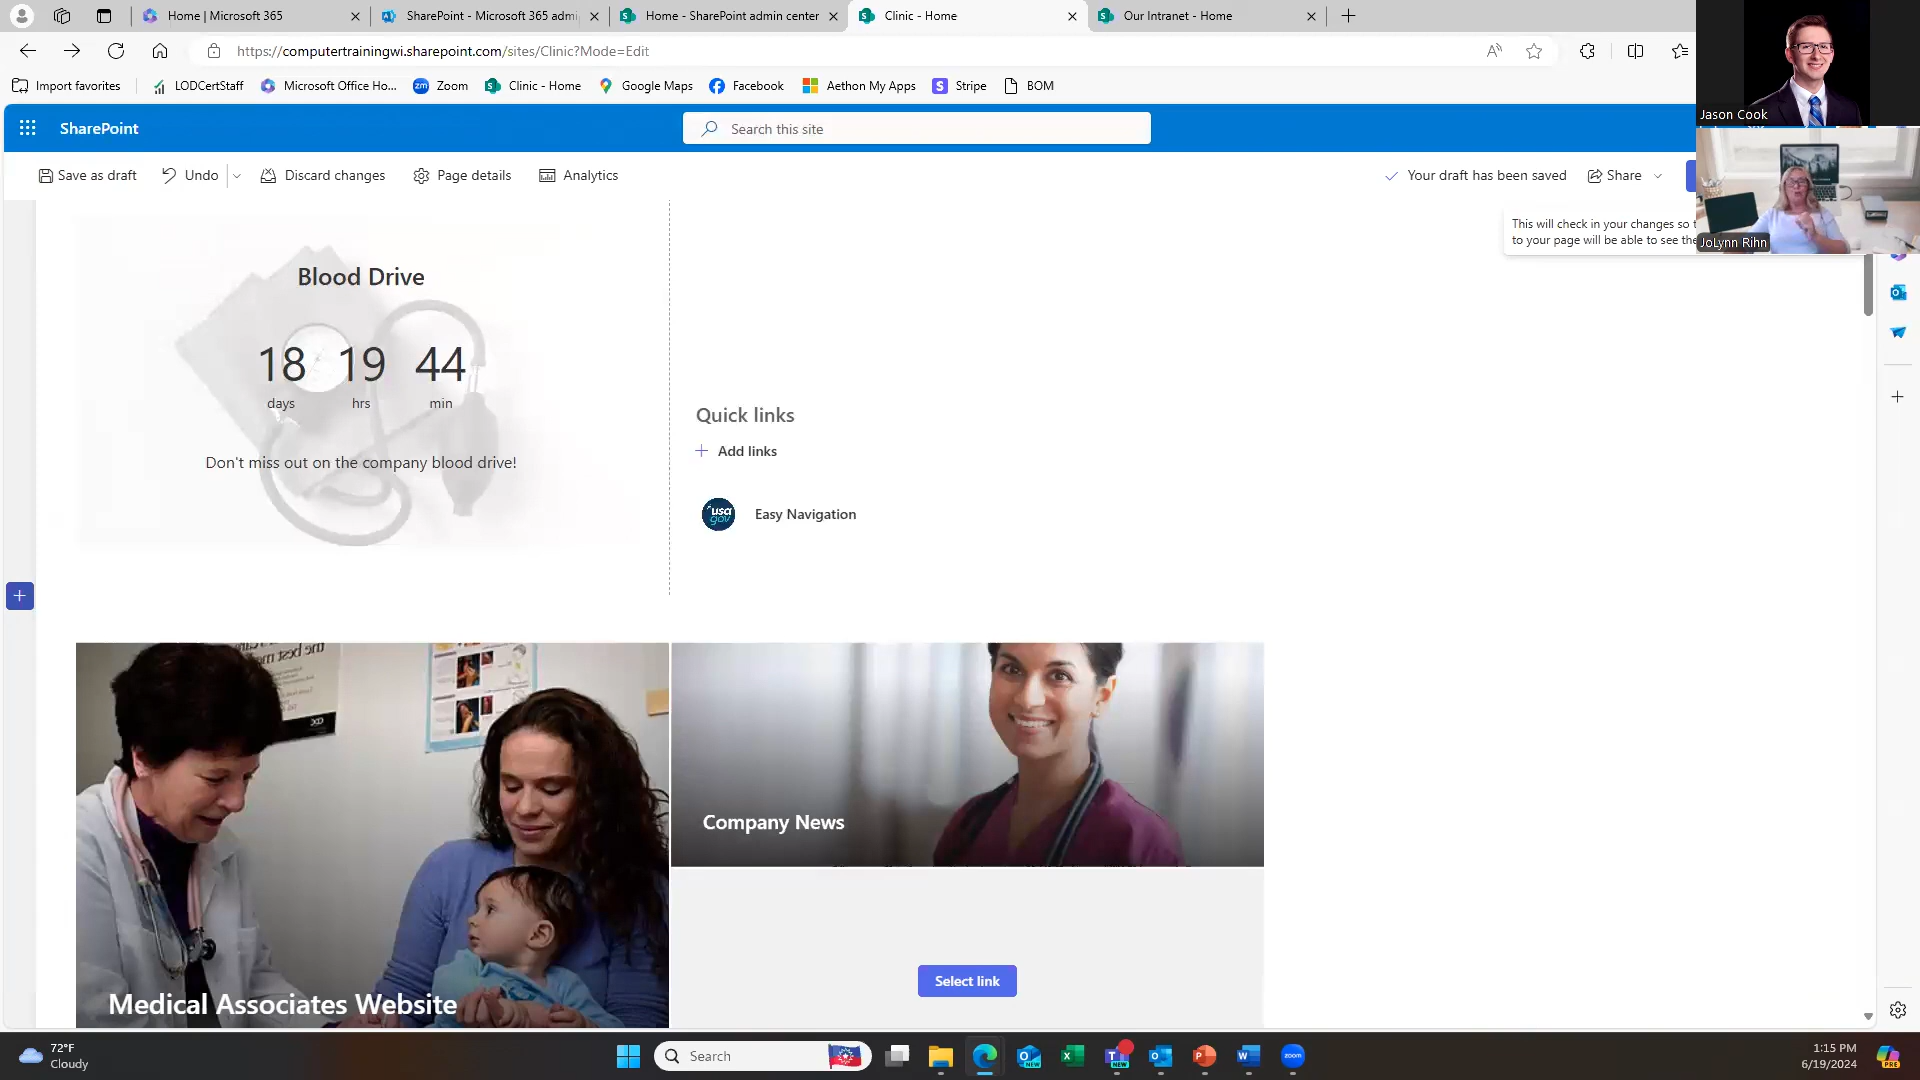 Home | Microsoft 365
SharePoint - Microsoft 365 admi
Home - SharePoint admin center
Clinic - Home
Our Intranet - Home
https://computertrainingwi.sharepoint.com/sites/Clinic?Mode=Edit
Import favorites
LODCertStaff
Microsoft Office Ho...
Zoom
Clinic - Home
Google Maps
Facebook
Aethon My Apps
Stripe
BOM
Jason Cook
SharePoint
Search this site
Save as draft
Undo
Discard changes
Page details
Analytics
Your draft has been saved
Share
This will check in your changes so t
to your page will be able to see the
JoLynn Rihn
Blood Drive
18 19 44
days hrs min
Don't miss out on the company blood drive!
Quick links
Add links
usa
gov
Easy Navigation
Company News
Medical Associates Website
Select link
72°F
Cloudy
Search
1:15 PM
6/19/2024